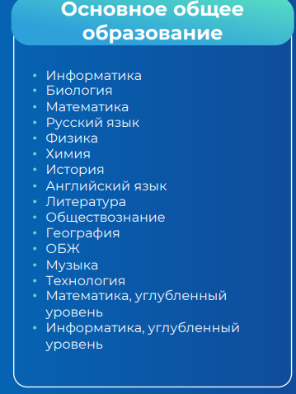 Основное общее
образование
• Информатика
• Биология
• Математика
• Русский язык
• Физика
• Химия
• История
• Английский язык
• Литература
• Обществознание
• География
• ОБЖ
• Музыка
• Технология
• Математика, углубленный
уровень
• Информатика, углубленный
уровень